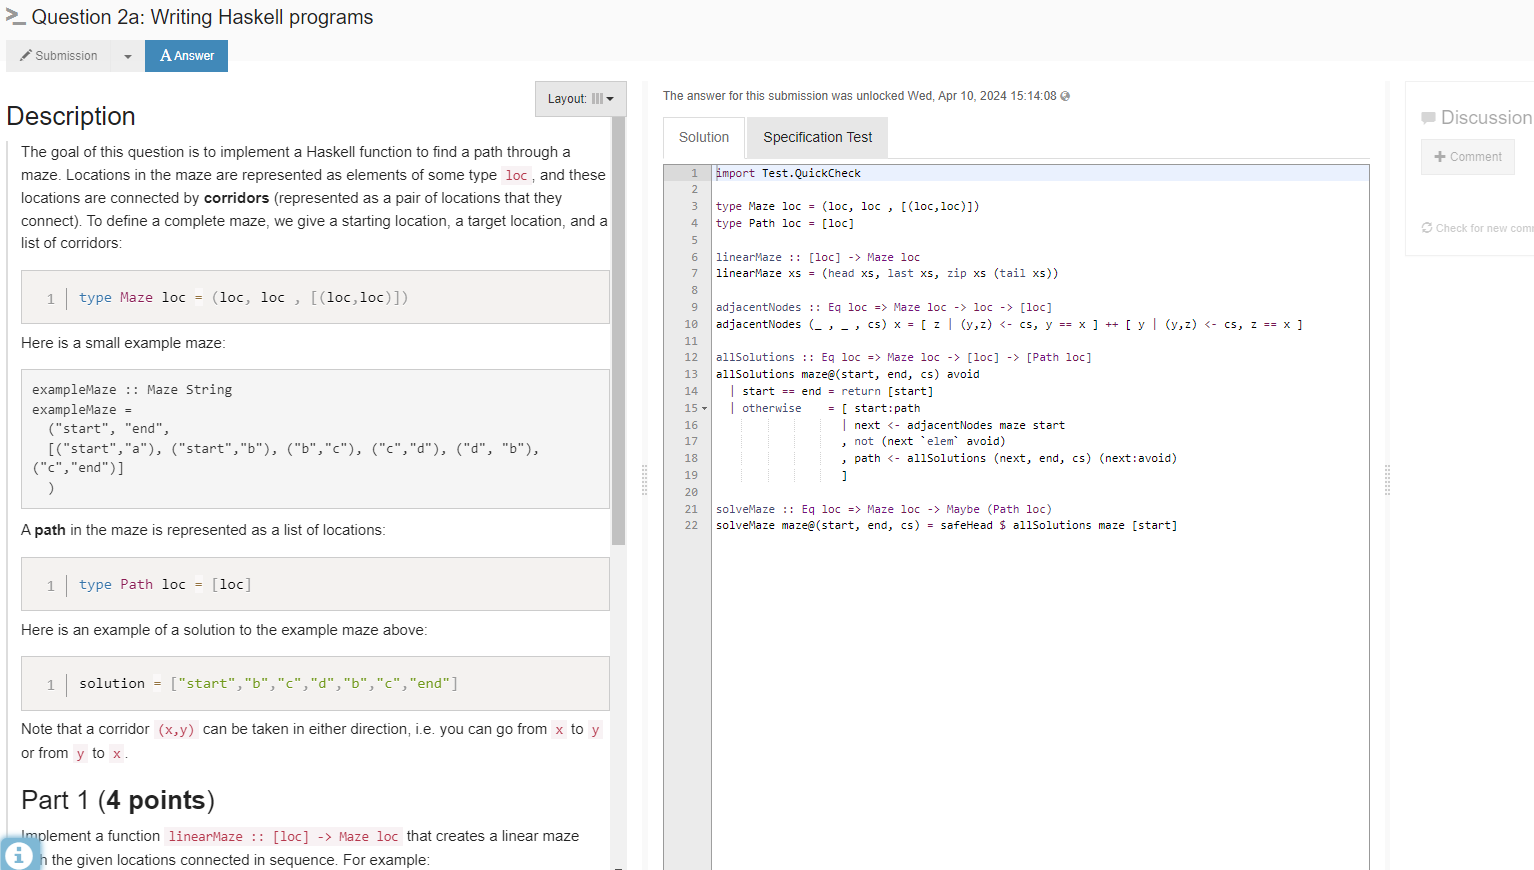 Question 2a: Writing Haskell programs
Submission
Answer
Layout:
Description
The goal of this question is to implement a Haskell function to find a path through a
maze. Locations in the maze are represented as elements of some type loc , and these
locations are connected by corridors (represented as a pair of locations that they
connect). To define a complete maze, we give a starting location, a target location, and a
list of corridors:
1 type Maze loc = (loc, loc , [(loc,loc)])
Here is a small example maze:
exampleMaze :: Maze String
exampleMaze =
  ("start", "end",
  [("start","a"), ("start","b"), ("b","c"), ("c","d"), ("d", "b"),
("c","end")]
  )
A path in the maze is represented as a list of locations:
1 type Path loc = [loc]
Here is an example of a solution to the example maze above:
1 solution = ["start","b","c","d","b","c","end"]
Note that a corridor (x,y) can be taken in either direction, i.e. you can go from x to y
or from y to x .
Part 1 (4 points)
Implement a function linearMaze :: [loc] -> Maze loc that creates a linear maze
h the given locations connected in sequence. For example:
The answer for this submission was unlocked Wed, Apr 10, 2024 15:14:08
Solution
Specification Test
1 import Test.QuickCheck
2
3 type Maze loc = (loc, loc , [(loc,loc)])
4 type Path loc = [loc]
5
6 linearMaze :: [loc] -> Maze loc
7 linearMaze xs = (head xs, last xs, zip xs (tail xs))
8
9 adjacentNodes :: Eq loc => Maze loc -> loc -> [loc]
10 adjacentNodes (_ , _ , cs) x = [ z | (y,z) <- cs, y == x ] ++ [ y | (y,z) <- cs, z == x ]
11
12 allSolutions :: Eq loc => Maze loc -> [loc] -> [Path loc]
13 allSolutions maze@(start, end, cs) avoid
14   | start == end = return [start]
15   | otherwise    = [ start:path
16                    | next <- adjacentNodes maze start
17                    , not (next `elem` avoid)
18                    , path <- allSolutions (next, end, cs) (next:avoid)
19                    ]
20
21 solveMaze :: Eq loc => Maze loc -> Maybe (Path loc)
22 solveMaze maze@(start, end, cs) = safeHead $ allSolutions maze [start]
Discussion
Comment
Check for new com